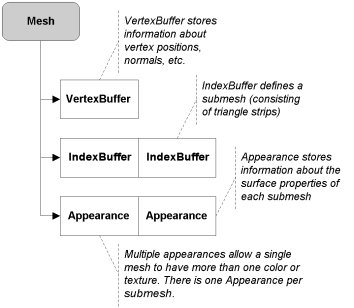 Mesh
VertexBuffer stores
information about
vertex positions,
normals, etc.
VertexBuffer
IndexBuffer defines a
submesh (consisting
of triangle strips)
IndexBuffer IndexBuffer
Appearance stores
information about the
surface properties of
each submesh
Appearance Appearance
Multiple appearances allow a single
mesh to have more than one color or
texture. There is one Appearance per
submesh.